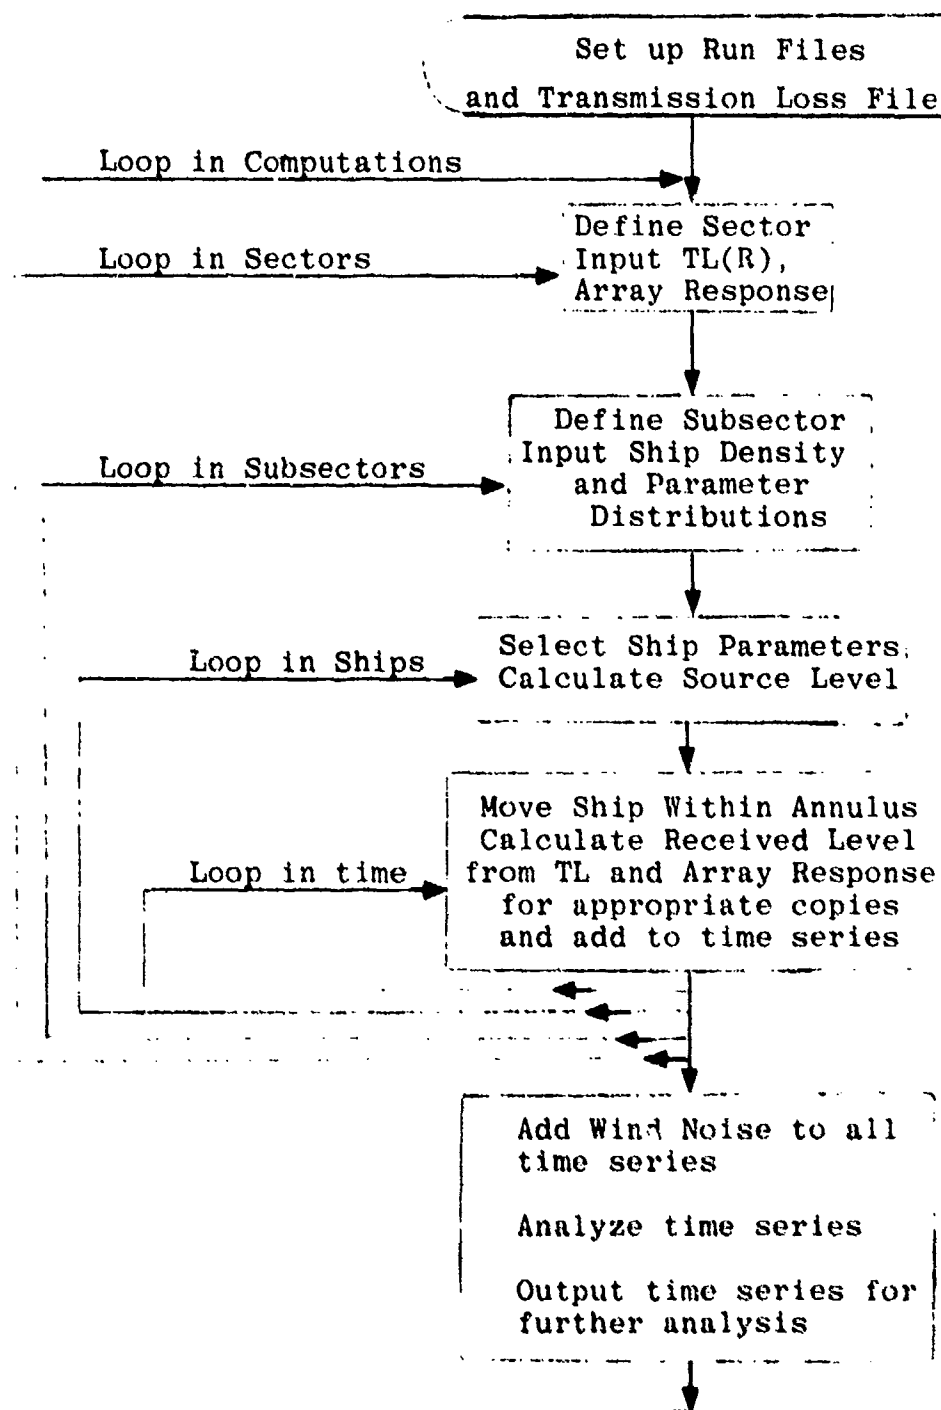 Set up Run Files
and Transmission Loss File
Loop in Computations
Define Sector
Input TL(R),
Array Response
Loop in Sectors
Define Subsector
Input Ship Density
and Parameter
Distributions
Loop in Subsectors
Select Ship Parameters
Calculate Source Level
Loop in Ships
Move Ship Within Annulus
Calculate Received Level
from TL and Array Response
for appropriate copies
and add to time series
Loop in time
Add Wind Noise to all
time series
Analyze time series
Output time series for
further analysis